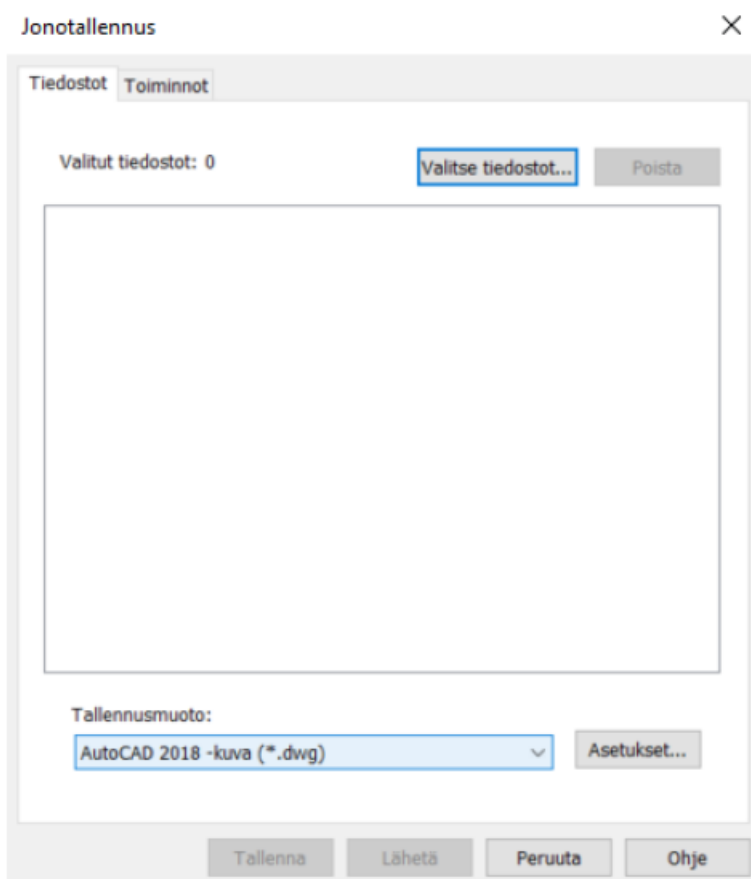 Jonotallennus
Tiedostot Toiminnot
Valitut tiedostot: 0 Valitse tiedostot... Poista
Tallennusmuoto:
AutoCAD 2018 -kuva (*.dwg) Asetukset...
Tallenna Lähetä Peruuta Ohje